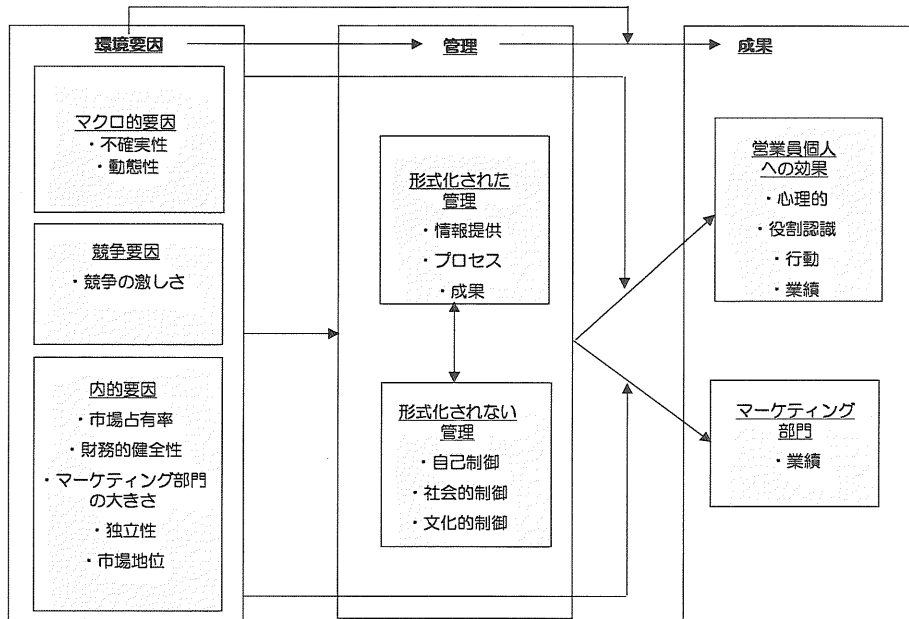 環境要因
マクロ的要因
・不確実性
・動態性
競争要因
・競争の激しさ
内的要因
・市場占有率
・財務的健全性
・マーケティング部門
の大きさ
・独立性
・市場地位
管理
形式化された
管理
・情報提供
・プロセス
・成果
形式化されない
管理
・自己制御
・社会的制御
・文化的制御
成果
営業員個人
への効果
・心理的
・役割認識
・行動
・業績
マーケティング
部門
・業績